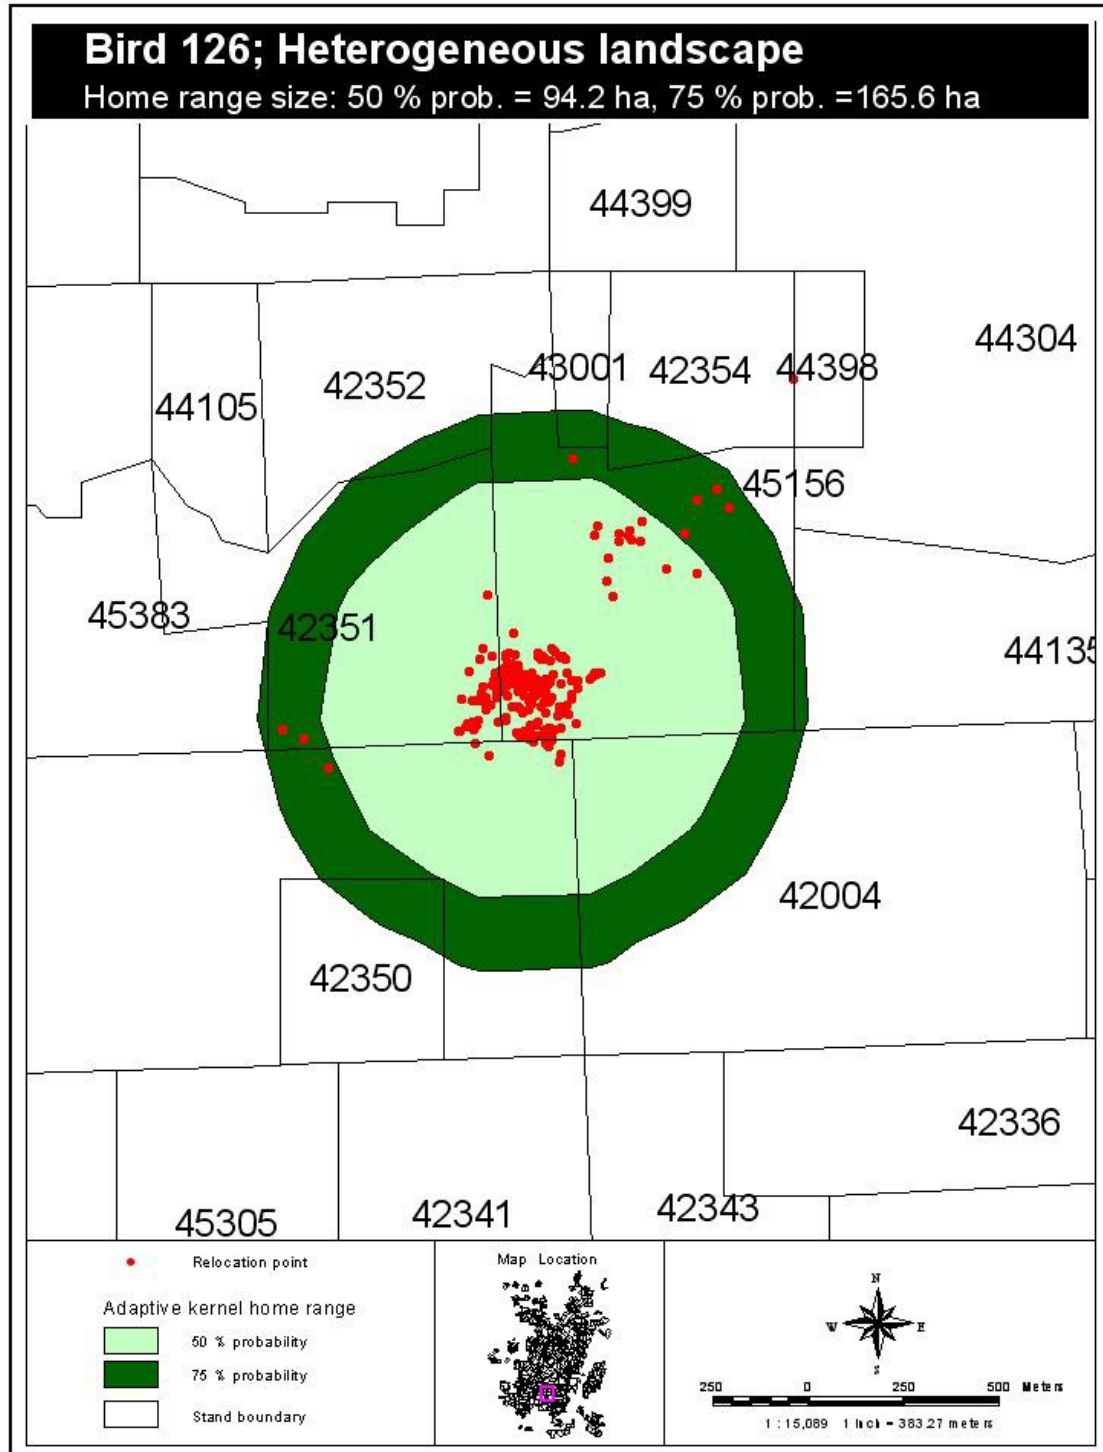 Bird 126; Heterogeneous landscape
Home range size: 50 % prob. = 94.2 ha, 75 % prob. =165.6 ha
44399
44304
43001
42354
44398
42352
44105
45156
45383
42351
44135
42004
42350
42336
45305
42341
42343
Relocation point
Adaptive kernel home range
50 % probability
75 % probability
Stand boundary
Map Location
N
W
E
S
250 0 250 500 Meters
1 : 15,089 1 Inch = 383.27 meters